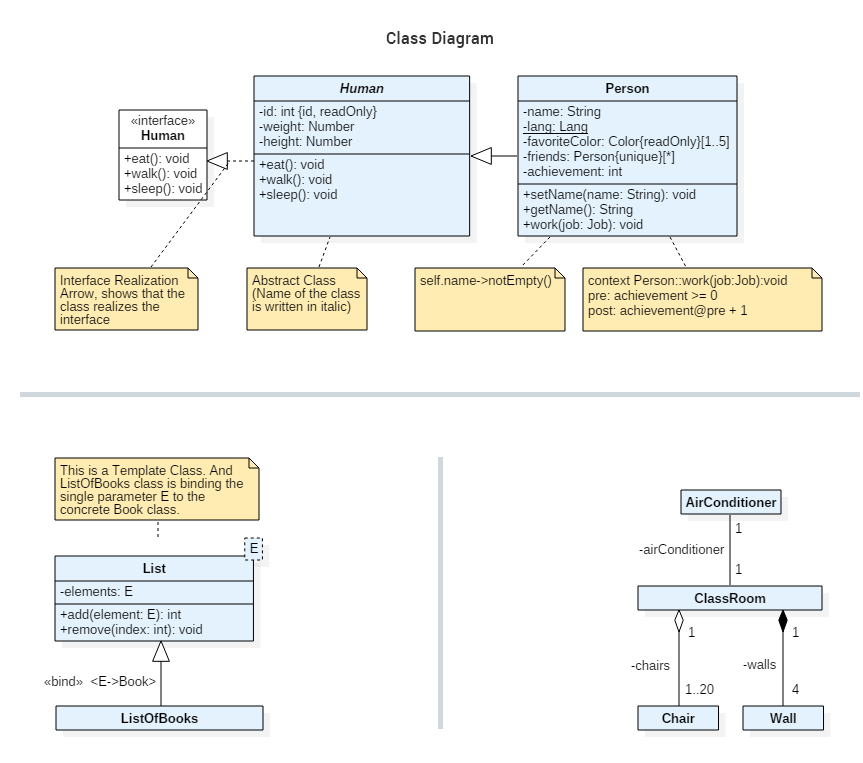 Class Diagram
«interface»
Human
+eat(): void
+walk(): void
+sleep(): void
Human
-id: int {id, readOnly}
-weight: Number
-height: Number
+eat(): void
+walk(): void
+sleep(): void
Person
-name: String
-lang: Lang
-favoriteColor: Color{readOnly}[1..5]
-friends: Person{unique}[*]
-achievement: int
+setName(name: String): void
+getName(): String
+work(job: Job): void
Interface Realization
Arrow, shows that the
class realizes the
interface
Abstract Class
(Name of the class
is written in italic)
self.name->notEmpty()
context Person::work(job:Job):void
pre: achievement >= 0
post: achievement@pre + 1
This is a Template Class. And
ListOfBooks class is binding the
single parameter E to the
concrete Book class.
E
List
-elements: E
+add(element: E): int
+remove(index: int): void
«bind» <E->Book>
ListOfBooks
AirConditioner
1
-airConditioner
1
ClassRoom
1
1
-chairs
-walls
1..20
4
Chair
Wall